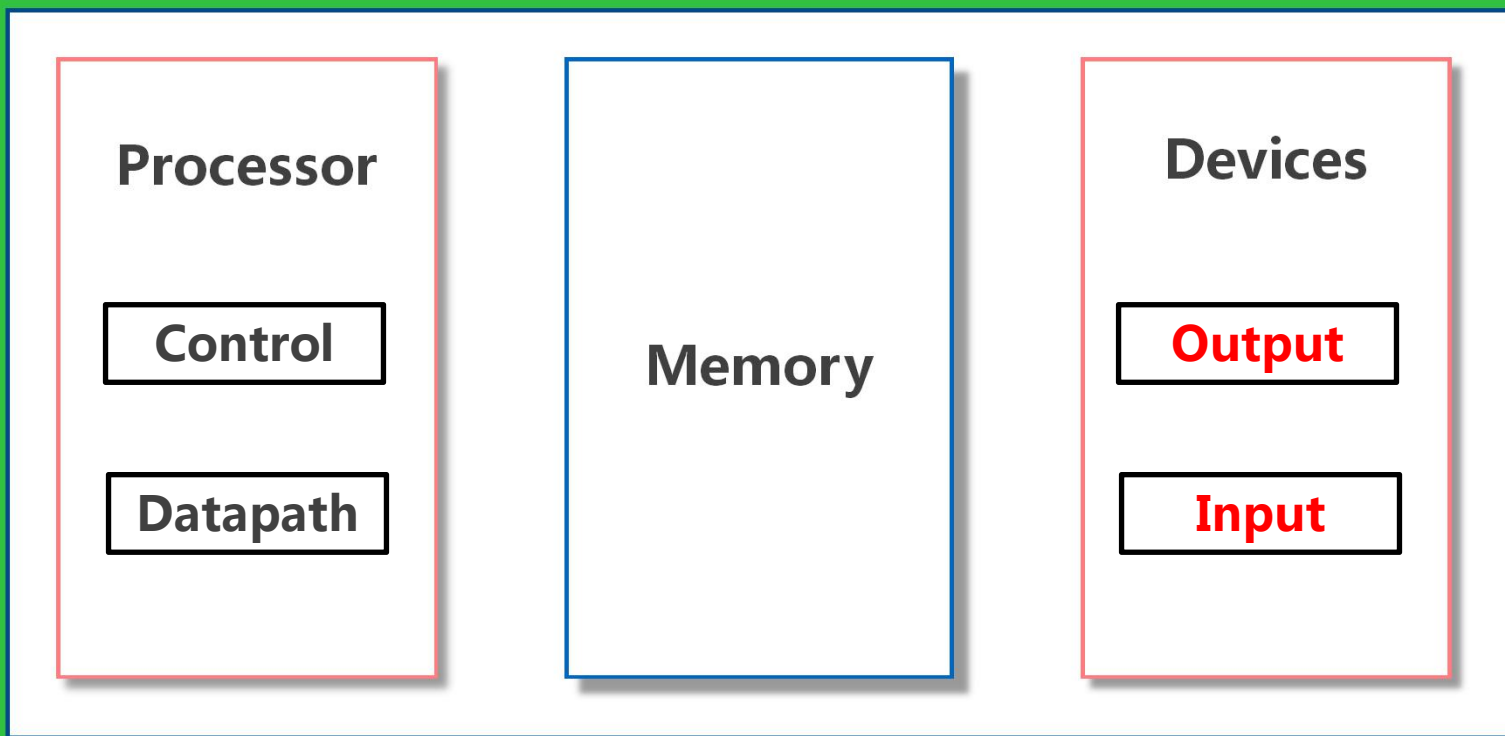 Processor
Control
Datapath
Memory
Devices
Output
Input